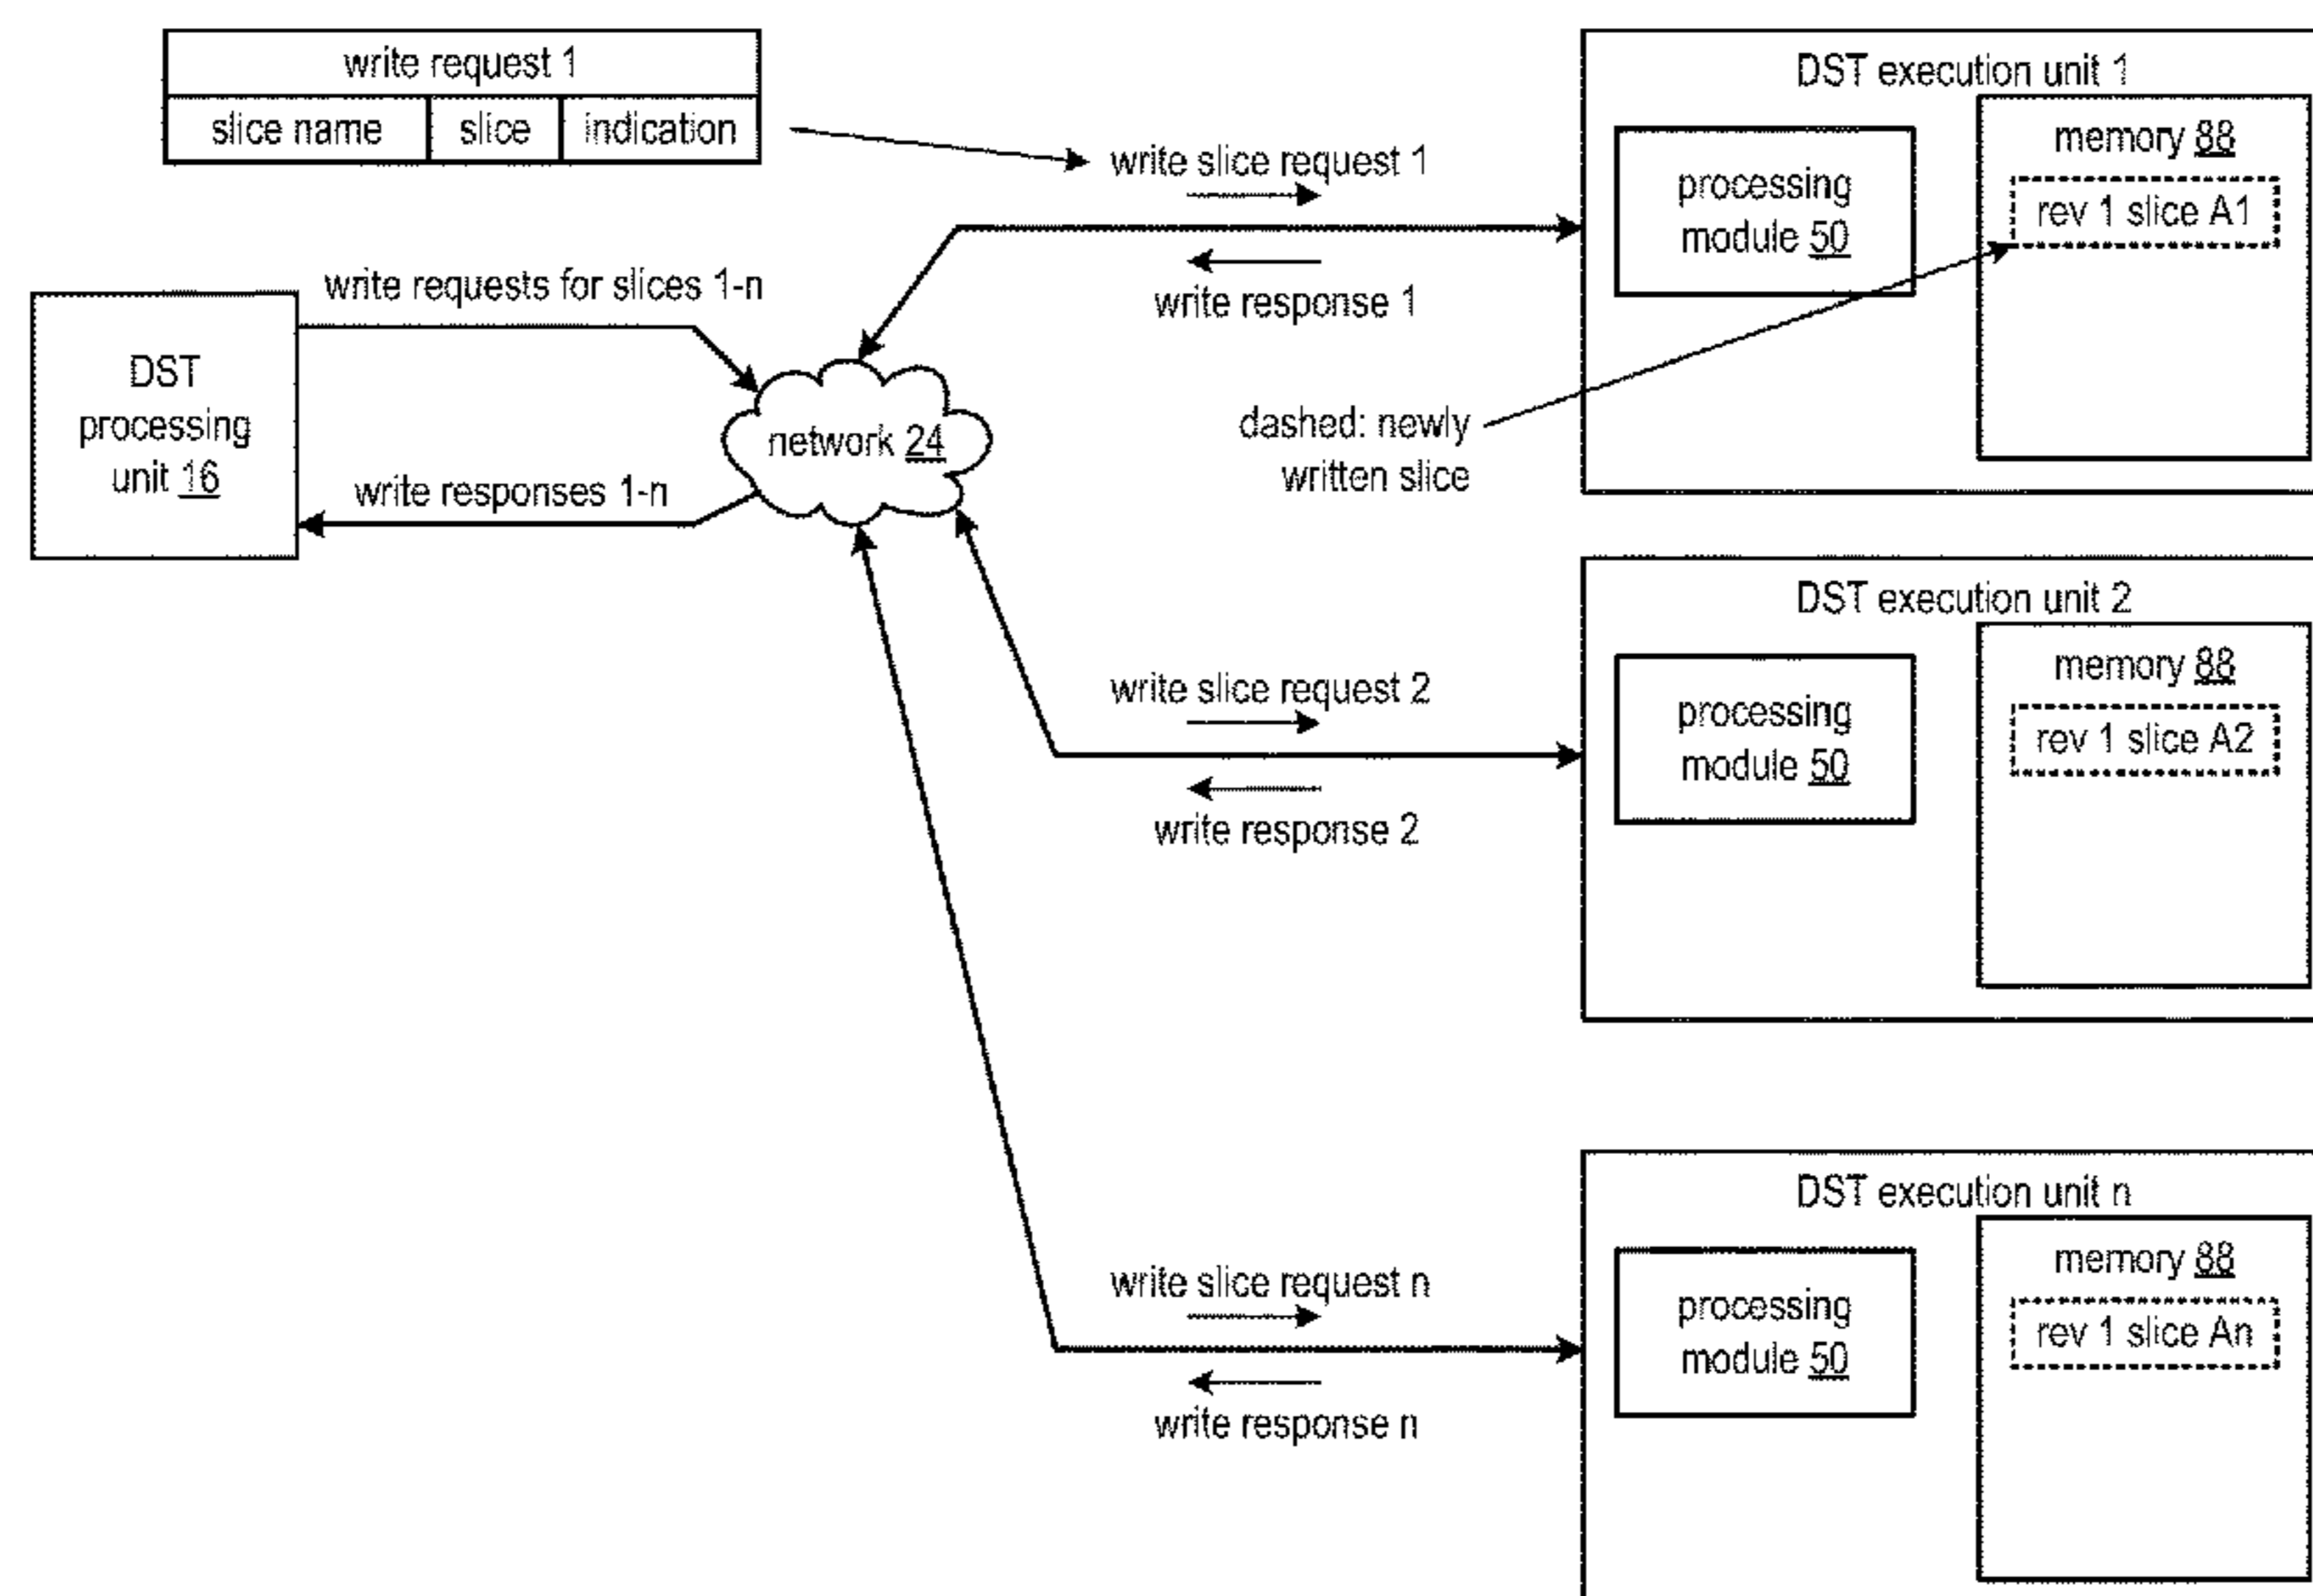 write request 1
slice name slice indication
write slice request 1
write response 1
DST execution unit 1
processing
module 50
memory 88
rev 1 slice A1
write requests for slices 1-n
DST
processing
unit 16
network 24
write responses 1-n
dashed: newly
written slice
DST execution unit 2
write slice request 2
write response 2
processing
module 50
memory 88
rev 1 slice A2
DST execution unit n
write slice request n
write response n
processing
module 50
memory 88
rev 1 slice An